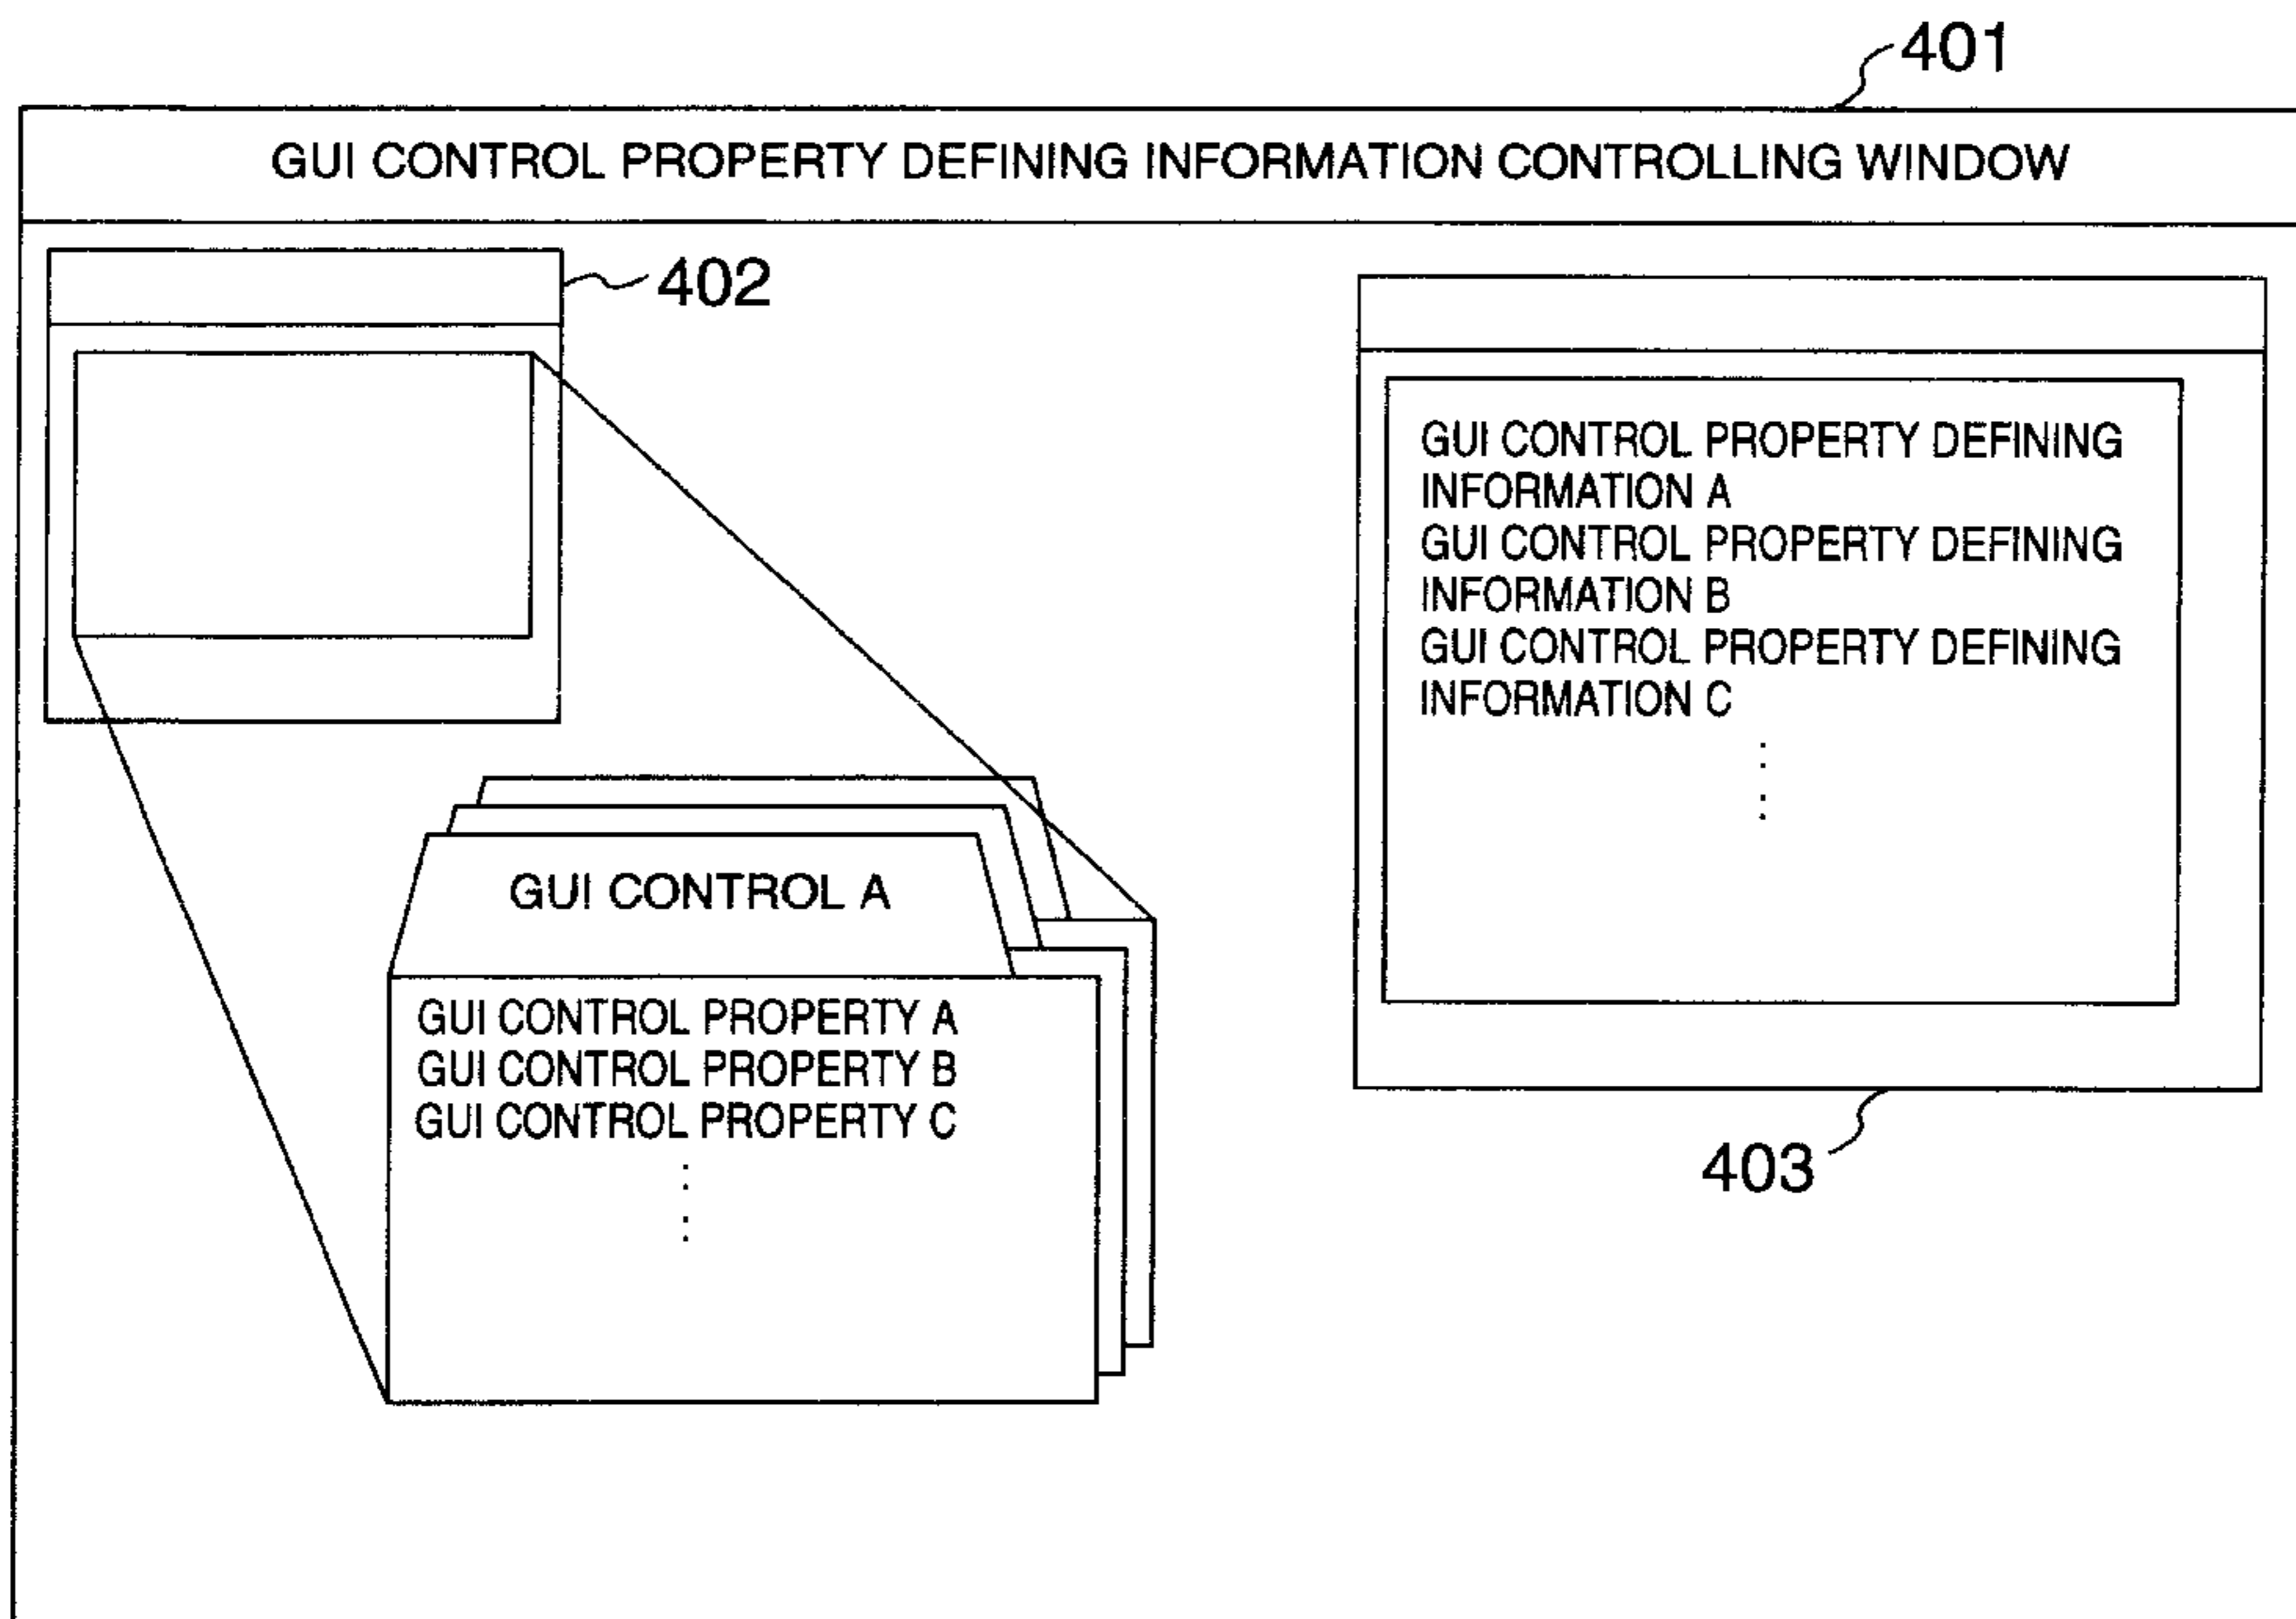 401
GUI CONTROL PROPERTY DEFINING INFORMATION CONTROLLING WINDOW
402
GUI CONTROL PROPERTY DEFINING
INFORMATION A
GUI CONTROL PROPERTY DEFINING
INFORMATION B
GUI CONTROL PROPERTY DEFINING
INFORMATION C
GUI CONTROL A
GUI CONTROL PROPERTY A
GUI CONTROL PROPERTY B
GUI CONTROL PROPERTY C
403